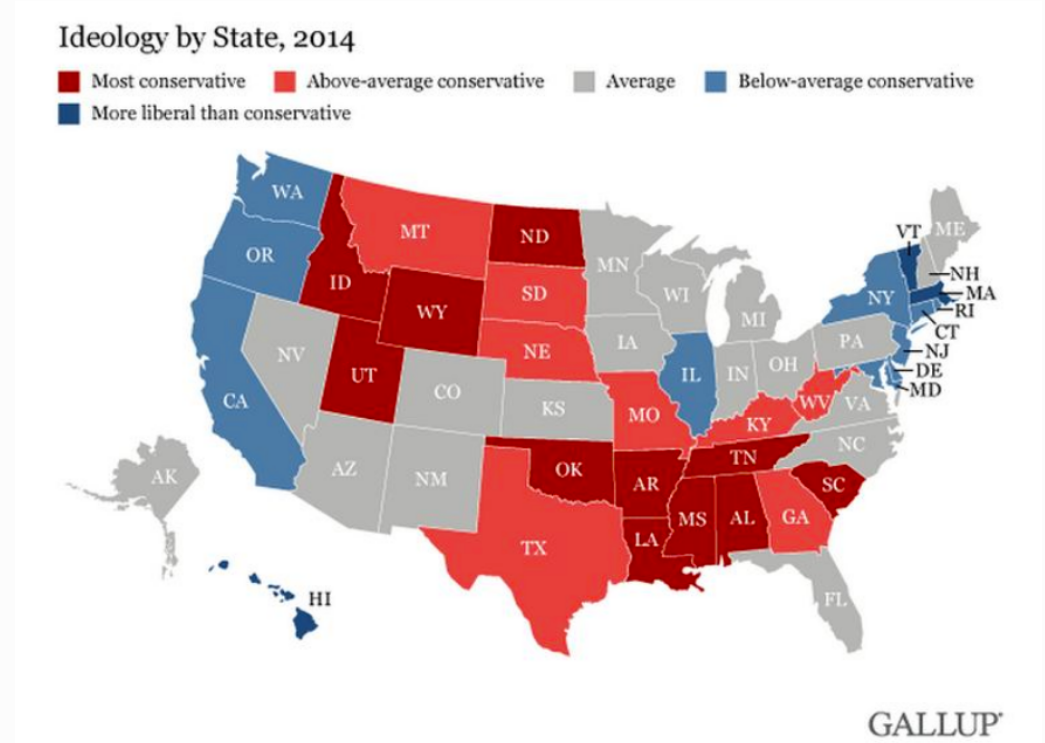 Ideology by State, 2014
Most conservative Above-average conservative Average Below-average conservative
More liberal than conservative
WA
MT
ND
VT
ME
OR
MN
NH
ID
SD
WI
NY
MA
WY
MI
RI
CT
NV
NE
IA
PA
NJ
UT
IL
IN
OH
DE
CO
MD
CA
KS
MO
WV
VA
KY
NC
AZ
NM
OK
TN
AK
AR
SC
MS
AL
GA
TX
LA
HI
FL
GALLUP®